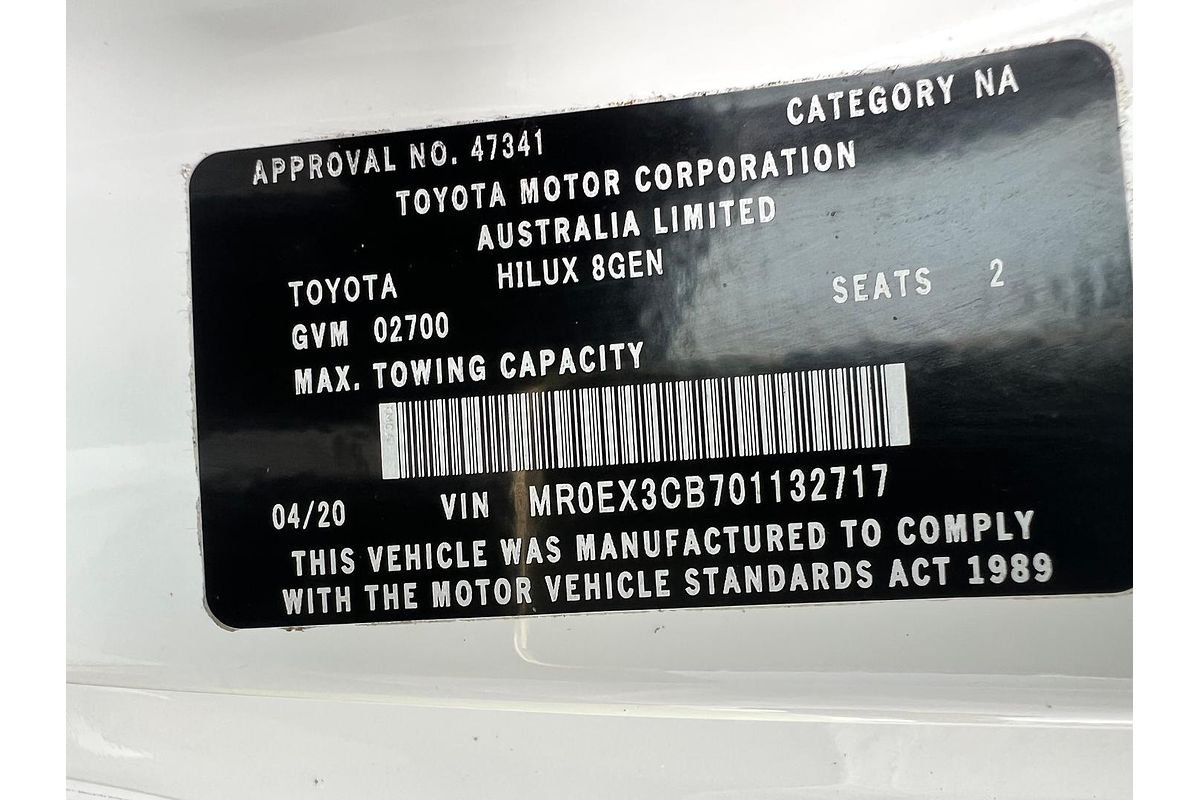 APPROVAL NO. 47341 CATEGORY NA
TOYOTA MOTOR CORPORATION
AUSTRALIA LIMITED
TOYOTA HILUX 8GEN
GVM 02700 SEATS 2
MAX. TOWING CAPACITY
04/20 VIN MR0EX3CB701132717
THIS VEHICLE WAS MANUFACTURED TO COMPLY
WITH THE MOTOR VEHICLE STANDARDS ACT 1989